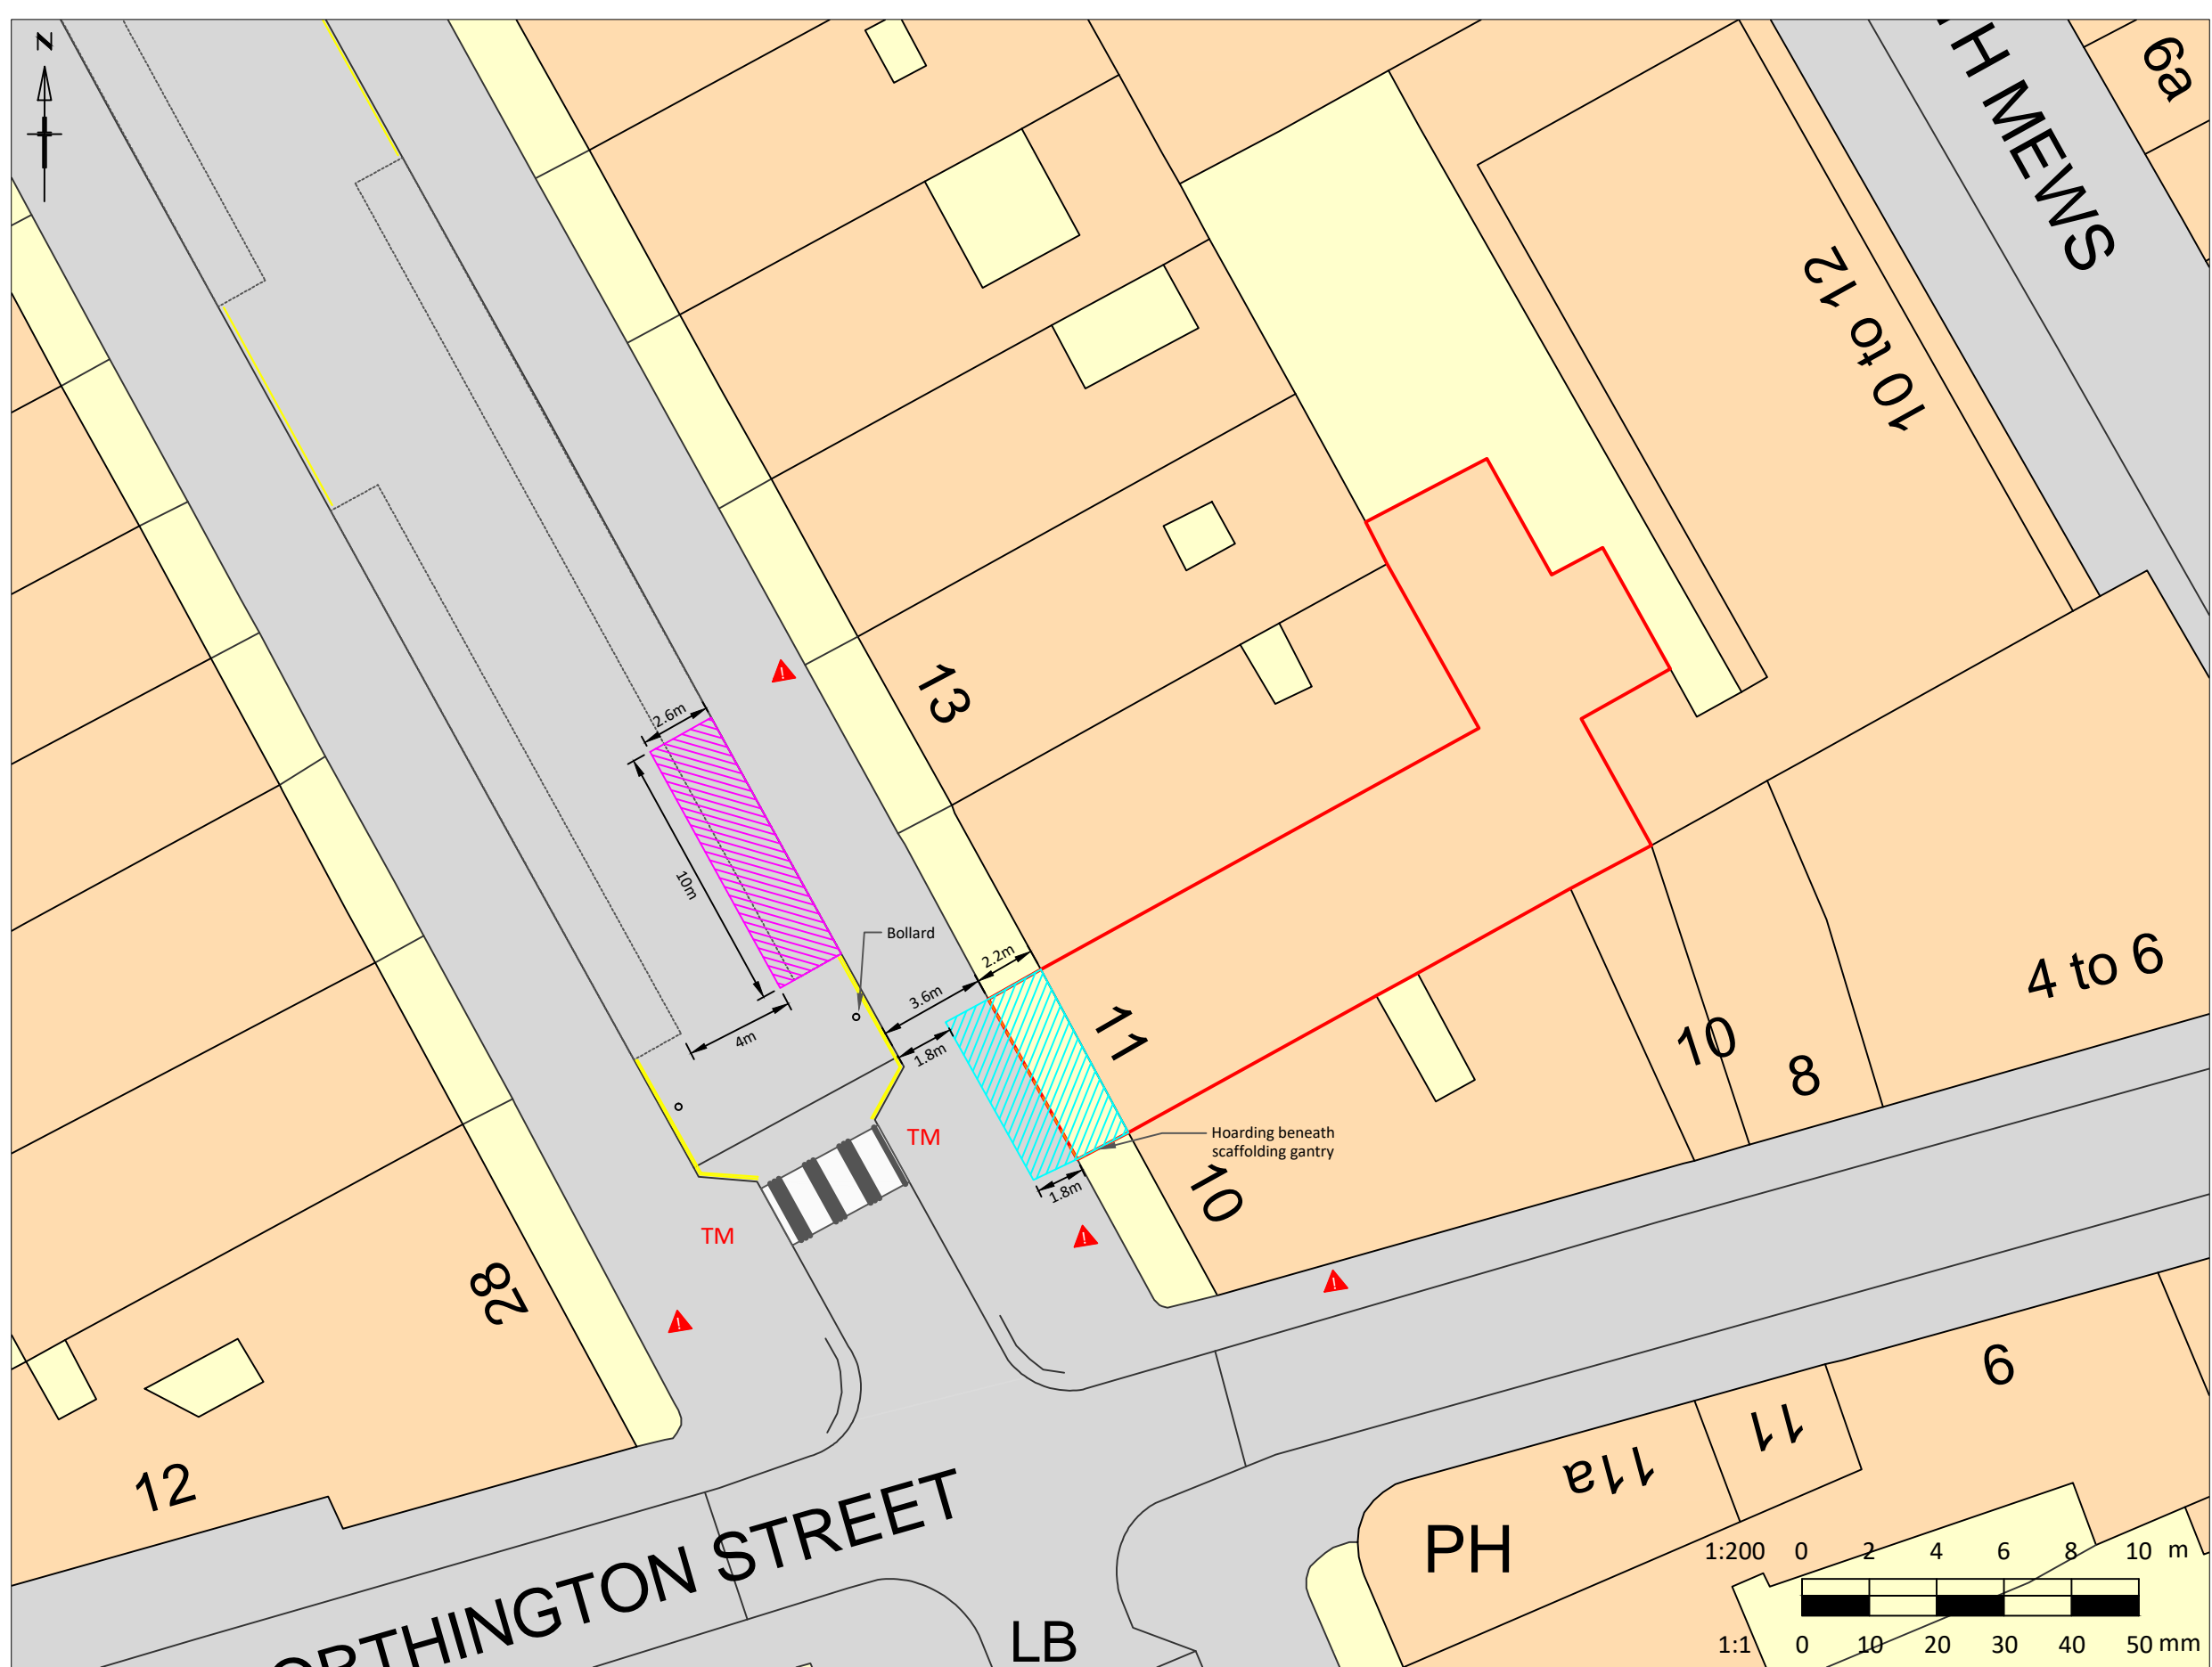 N
H MEWS
6a
10 to 12
13
2.6m
10m
Bollard
2.2m
3.6m
4m
1.8m
11
4 to 6
10
8
TM
Hoarding beneath
scaffolding gantry
1.8m
10
TM
28
6
11
11a
12
ORTHINGTON STREET
PH
LB
1:200 0 2 4 6 8 10 m
1:1 0 10 20 30 40 50 mm